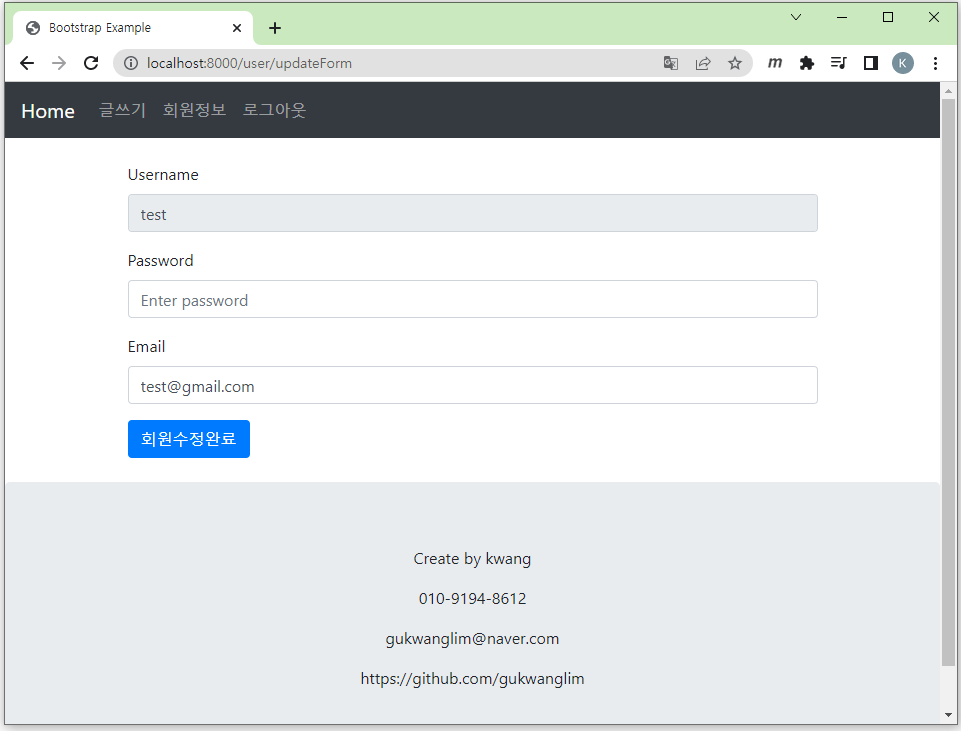 Bootstrap Example
localhost:8000/user/updateForm
m
K
Home 글쓰기 회원정보 로그아웃
Username
test
Password
Enter password
Email
test@gmail.com
회원수정완료
Create by kwang
010-9194-8612
gukwanglim@naver.com
https://github.com/gukwanglim